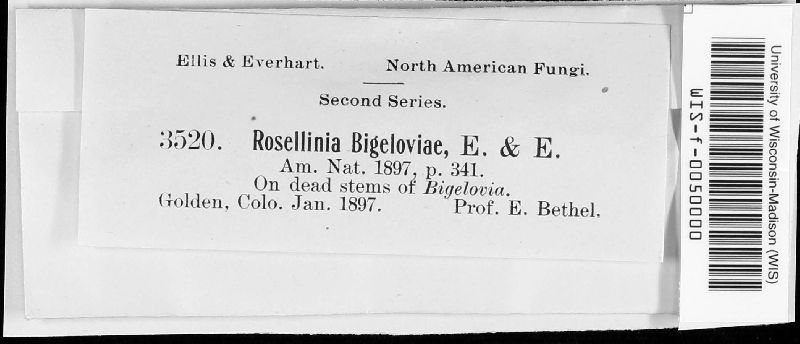 Ellis & Everhart. North American Fungi.
Second Series.
3520. Rosellinia Bigeloviae, E. & E.
Am. Nat. 1897, p. 341.
On dead stems of Bigelovia.
Golden, Colo. Jan. 1897. Prof. E. Bethel.
University of Wisconsin-Madison (WIS)
WIS-f-0050000